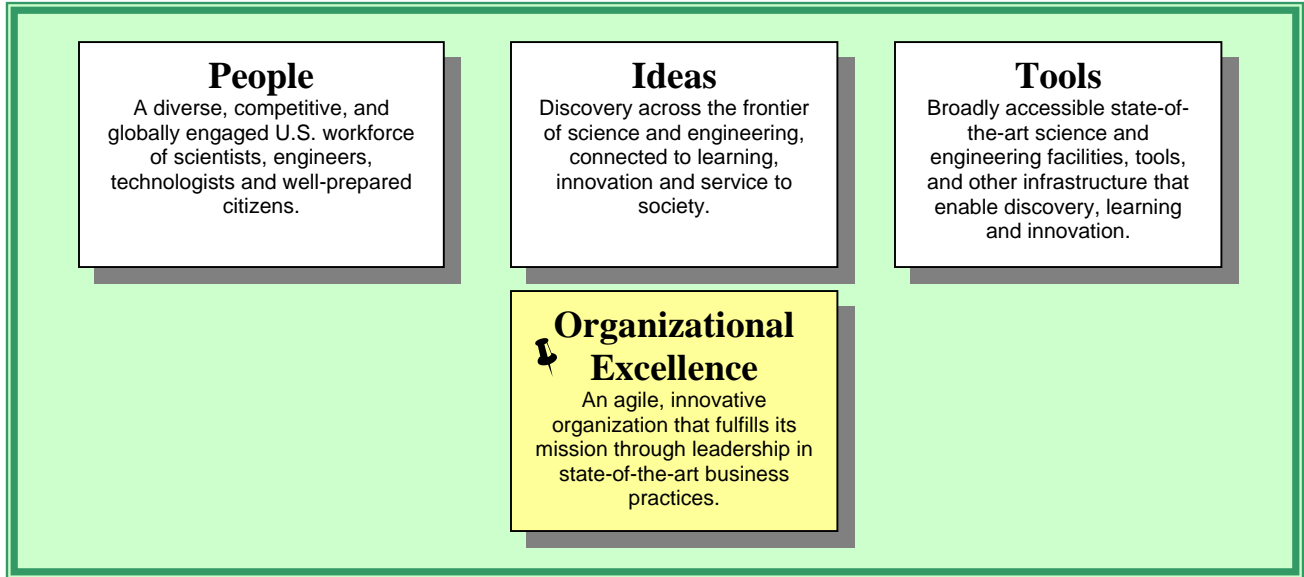 People
A diverse, competitive, and
globally engaged U.S. workforce
of scientists, engineers,
technologists and well-prepared
citizens.
Ideas
Discovery across the frontier
of science and engineering,
connected to learning,
innovation and service to
society.
Tools
Broadly accessible state-of-
the-art science and
engineering facilities, tools,
and other infrastructure that
enable discovery, learning
and innovation.
Organizational
Excellence
An agile, innovative
organization that fulfills its
mission through leadership in
state-of-the-art business
practices.